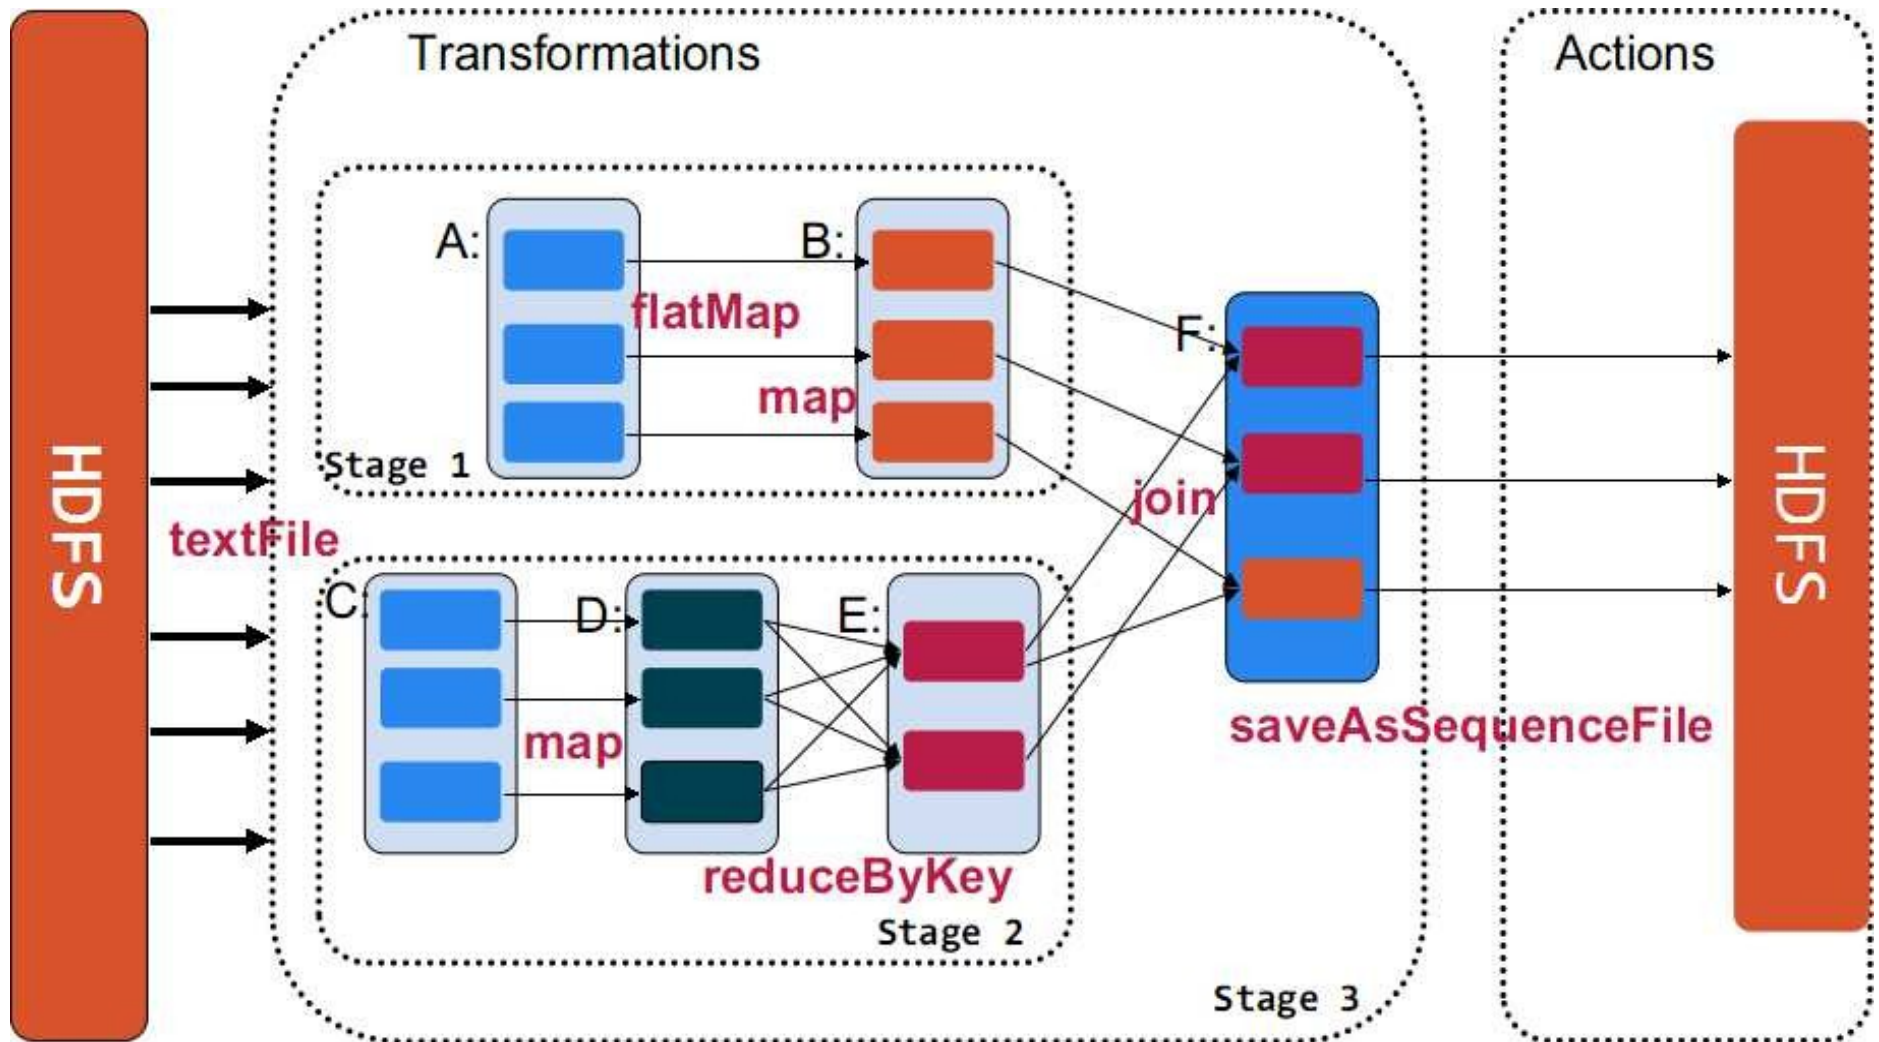 Transformations
Actions
A:
B:
flatMap
map
F:
Stage 1
join
HDFS
HDFS
textFile
C:
D:
E:
map
saveAsSequenceFile
reduceByKey
Stage 2
Stage 3